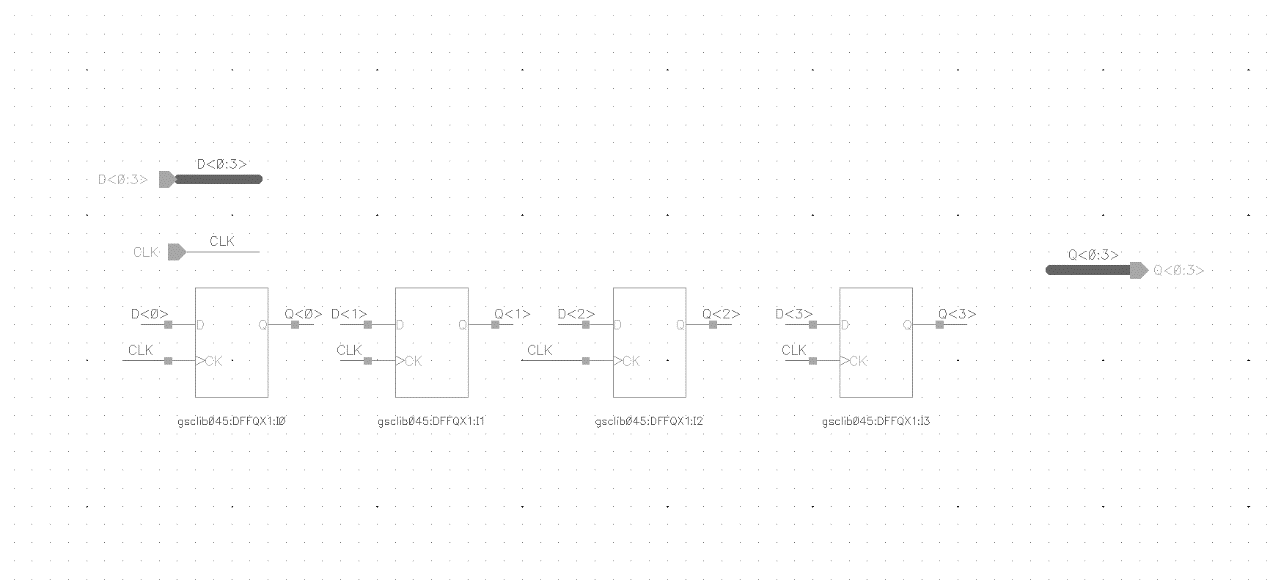 D<0:3>
D<0:3>
CLK
CLK
Q<0:3>
Q<0:3>
D<0> Q<0> D<1> Q<1> D<2> Q<2> D<3> Q<3>
D Q D Q D Q D Q
CLK CLK CLK CLK
CK CK CK CK
gsclib045:DFFQX1:I0 gsclib045:DFFQX1:I1 gsclib045:DFFQX1:I2 gsclib045:DFFQX1:I3